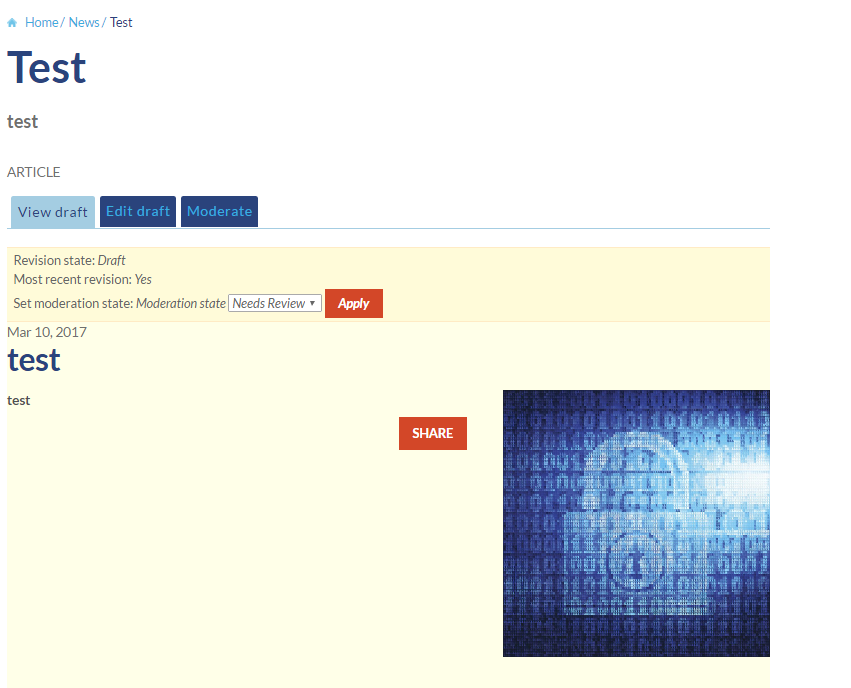 Home/ News/ Test
Test
test
ARTICLE
View draft Edit draft Moderate
Revision state: Draft
Most recent revision: Yes
Set moderation state: Moderation state Needs Review Apply
Mar 10, 2017
test
test
SHARE